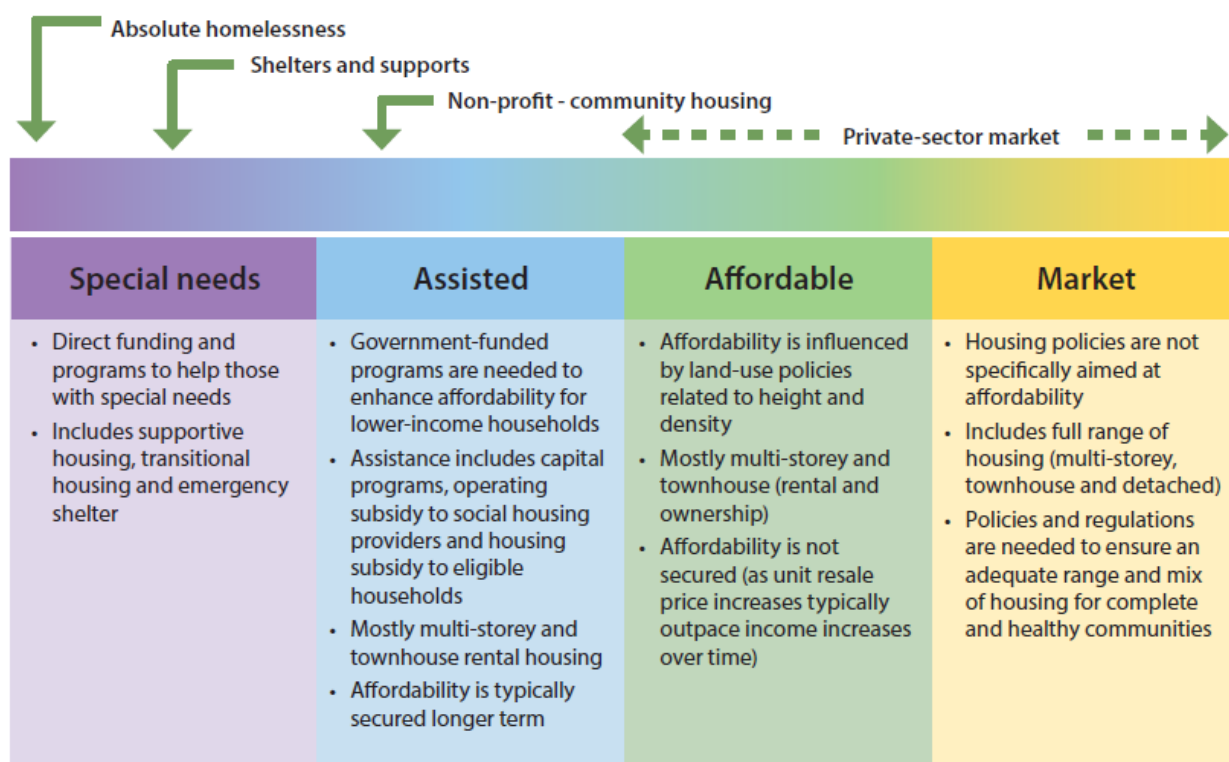 Absolute homelessness
Shelters and supports
Non-profit - community housing
Private-sector market
Special needs
• Direct funding and
programs to help those
with special needs
• Includes supportive
housing, transitional
housing and emergency
shelter
Assisted
• Government-funded
programs are needed to
enhance affordability for
lower-income households
• Assistance includes capital
programs, operating
subsidy to social housing
providers and housing
subsidy to eligible
households
• Mostly multi-storey and
townhouse rental housing
• Affordability is typically
secured longer term
Affordable
• Affordability is influenced
by land-use policies
related to height and
density
• Mostly multi-storey and
townhouse (rental and
ownership)
• Affordability is not
secured (as unit resale
price increases typically
outpace income increases
over time)
Market
• Housing policies are not
specifically aimed at
affordability
• Includes full range of
housing (multi-storey,
townhouse and detached)
• Policies and regulations
are needed to ensure an
adequate range and mix
of housing for complete
and healthy communities